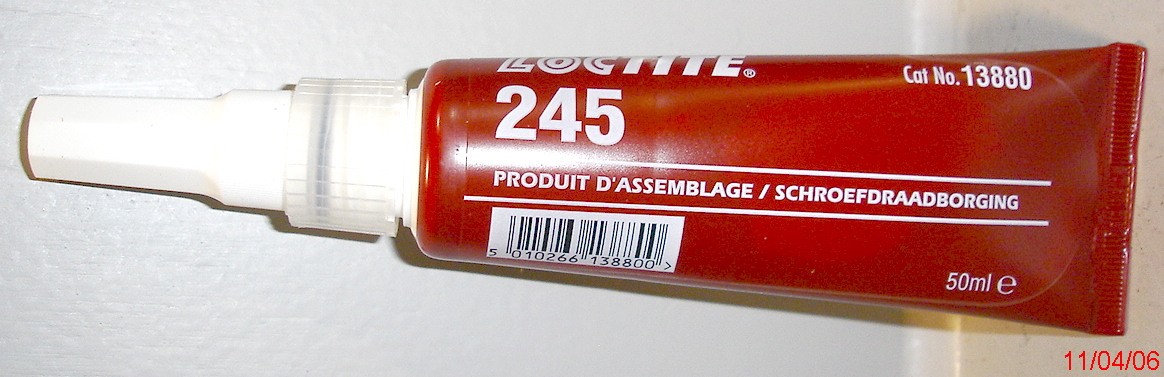 LOCTITE®
Cat No. 13880
245
PRODUIT D'ASSEMBLAGE / SCHROEFDRAADBORGING
5 010266 138800 >
50ml ℮
11/04/06